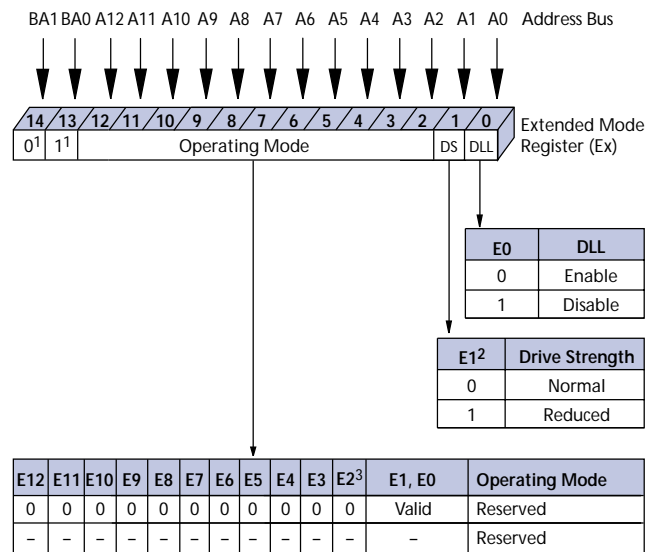 BA1 BA0 A12 A11 A10 A9 A8 A7 A6 A5 A4 A3 A2 A1 A0 Address Bus
14 13 12 11 10 9 8 7 6 5 4 3 2 1 0 Extended Mode
0¹ 1¹ Operating Mode DS DLL Register (Ex)
E0 DLL
0 Enable
1 Disable
E1² Drive Strength
0 Normal
1 Reduced
E12 E11 E10 E9 E8 E7 E6 E5 E4 E3 E2³ E1, E0 Operating Mode
0 0 0 0 0 0 0 0 0 0 0 Valid Reserved
– – – – – – – – – – – – Reserved